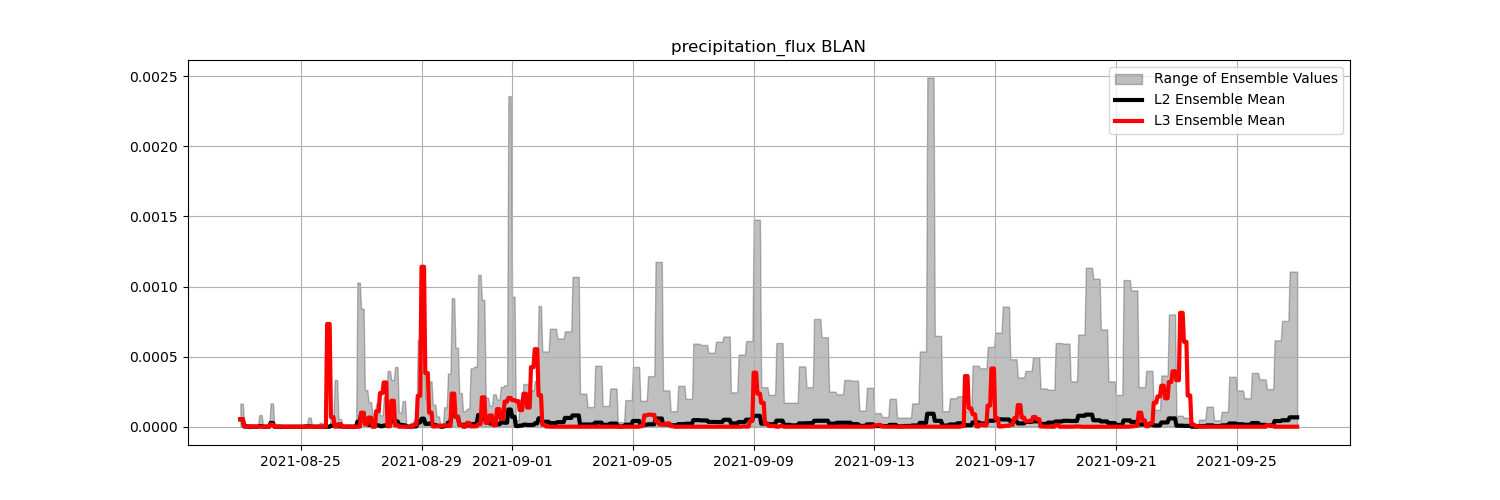 precipitation_flux BLAN
0.0025
0.0020
0.0015
0.0010
0.0005
0.0000
Range of Ensemble Values
L2 Ensemble Mean
L3 Ensemble Mean
2021-08-25 2021-08-29 2021-09-01 2021-09-05 2021-09-09 2021-09-13 2021-09-17 2021-09-21 2021-09-25